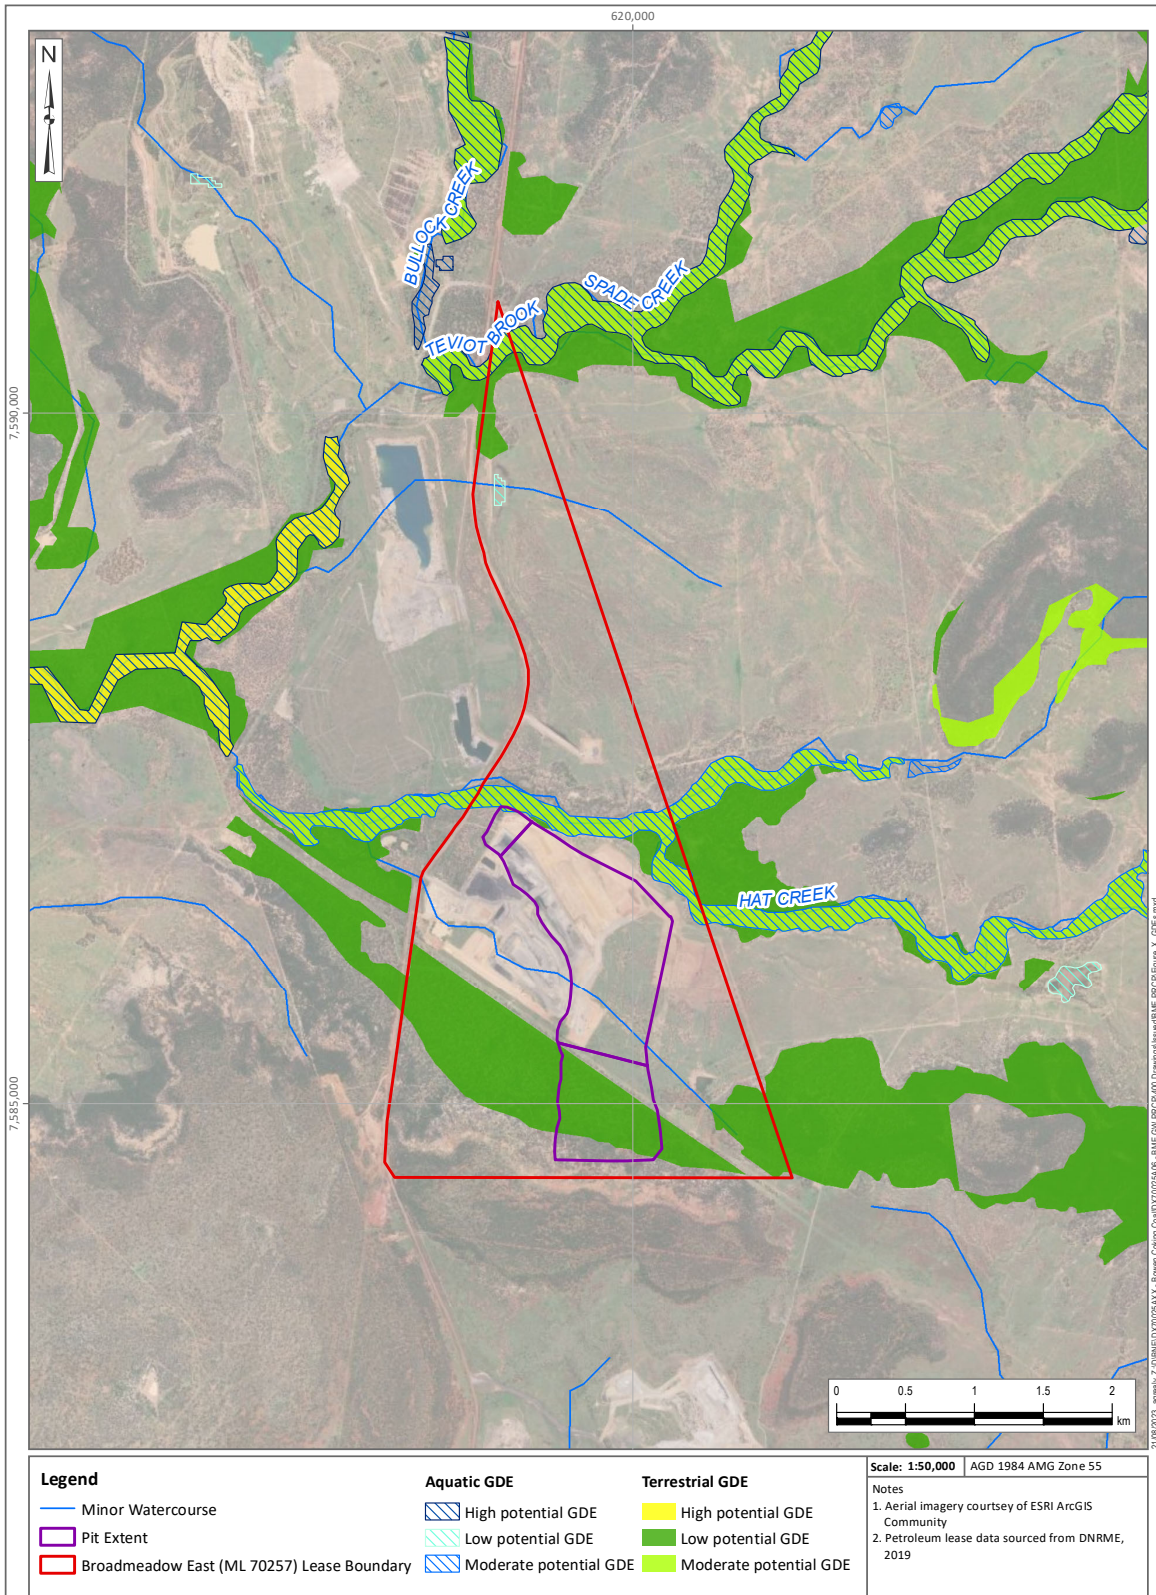 620,000
N
BULLOCK CREEK
SPADE CREEK
TEVIOT BROOK
7,590,000
HAT CREEK
7,585,000
0 0.5 1 1.5 2
km
Legend
Minor Watercourse
Pit Extent
Broadmeadow East (ML 70257) Lease Boundary
Aquatic GDE
High potential GDE
Low potential GDE
Moderate potential GDE
Terrestrial GDE
High potential GDE
Low potential GDE
Moderate potential GDE
Scale: 1:50,000 AGD 1984 AMG Zone 55
Notes
1. Aerial imagery courtsey of ESRI ArcGIS
Community
2. Petroleum lease data sourced from DNRME,
2019